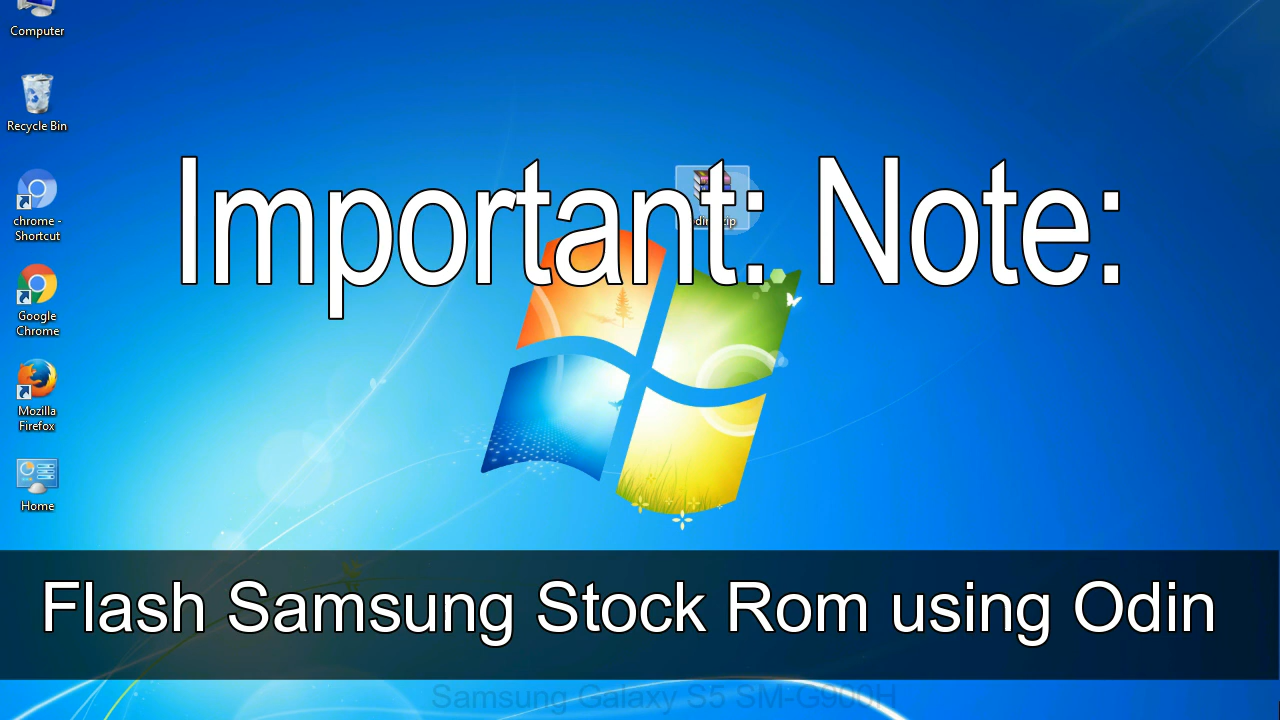 Computer
Recycle Bin
chrome -
Shortcut
Google
Chrome
Mozilla
Firefox
Home
Important: Note:
Flash Samsung Stock Rom using Odin
Samsung Galaxy S5 SM-G900H